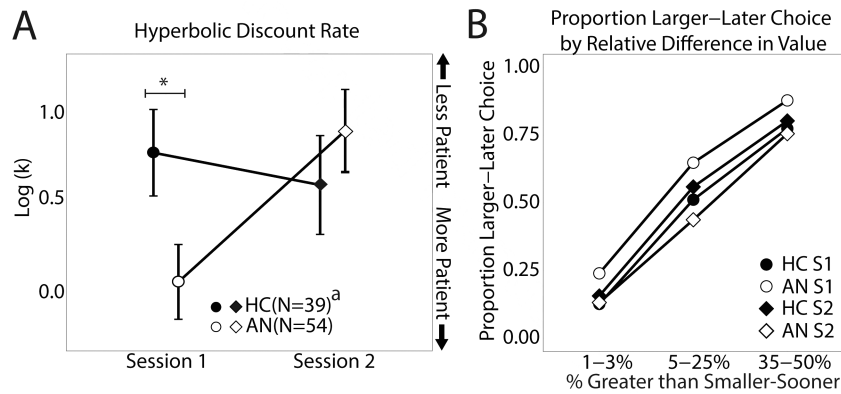 A
Hyperbolic Discount Rate
*
Log (k)
1.0
0.5
0.0
HC(N=39)a
AN(N=54)
Session 1
Session 2
Less Patient
More Patient
B
Proportion Larger−Later Choice
by Relative Difference in Value
Proportion Larger−Later Choice
1.00
0.75
0.50
0.25
0.00
HC S1
AN S1
HC S2
AN S2
1−3%
5−25%
35−50%
% Greater than Smaller-Sooner